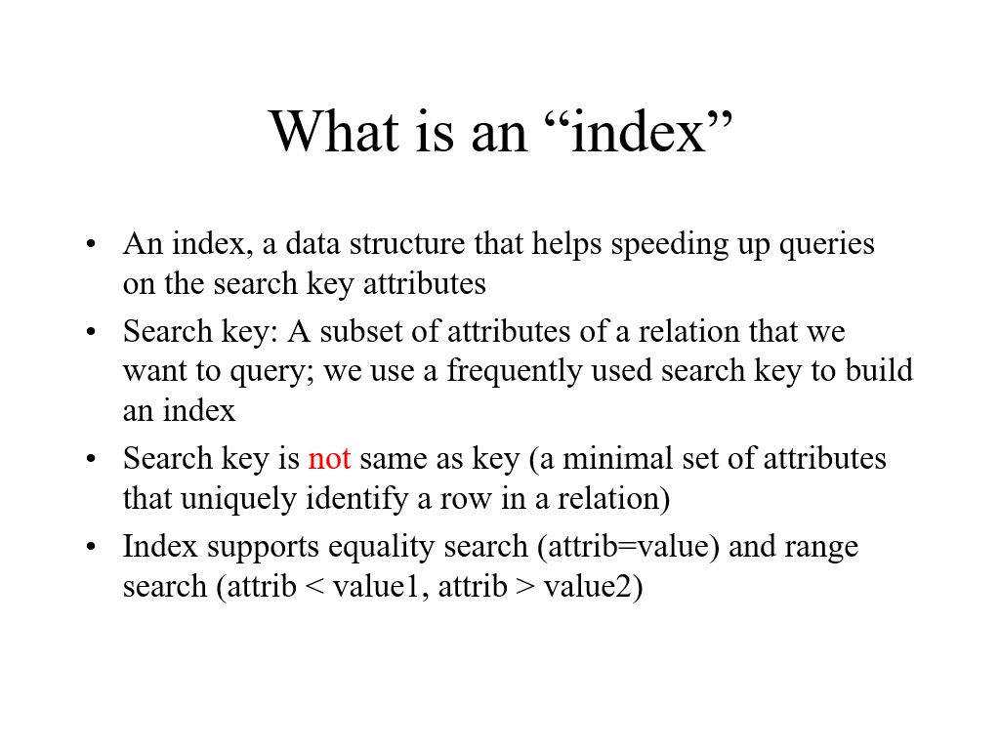 What is an “index”
• An index, a data structure that helps speeding up queries
on the search key attributes
• Search key: A subset of attributes of a relation that we
want to query; we use a frequently used search key to build
an index
• Search key is not same as key (a minimal set of attributes
that uniquely identify a row in a relation)
• Index supports equality search (attrib=value) and range
search (attrib < value1, attrib > value2)